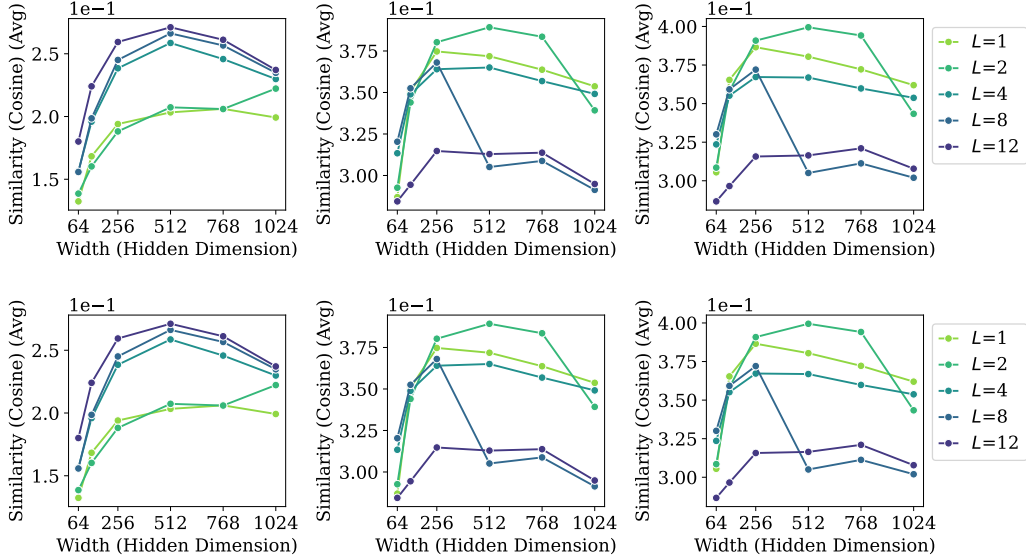 1e−1
1e−1
1e−1
Similarity (Cosine) (Avg)
2.5
2.0
1.5
64 256 512 768 1024
Width (Hidden Dimension)
Similarity (Cosine) (Avg)
3.75
3.50
3.25
3.00
64 256 512 768 1024
Width (Hidden Dimension)
Similarity (Cosine) (Avg)
4.00
3.75
3.50
3.25
3.00
64 256 512 768 1024
Width (Hidden Dimension)
L=1
L=2
L=4
L=8
L=12
1e−1
1e−1
1e−1
Similarity (Cosine) (Avg)
2.5
2.0
1.5
64 256 512 768 1024
Width (Hidden Dimension)
Similarity (Cosine) (Avg)
3.75
3.50
3.25
3.00
64 256 512 768 1024
Width (Hidden Dimension)
Similarity (Cosine) (Avg)
4.00
3.75
3.50
3.25
3.00
64 256 512 768 1024
Width (Hidden Dimension)
L=1
L=2
L=4
L=8
L=12